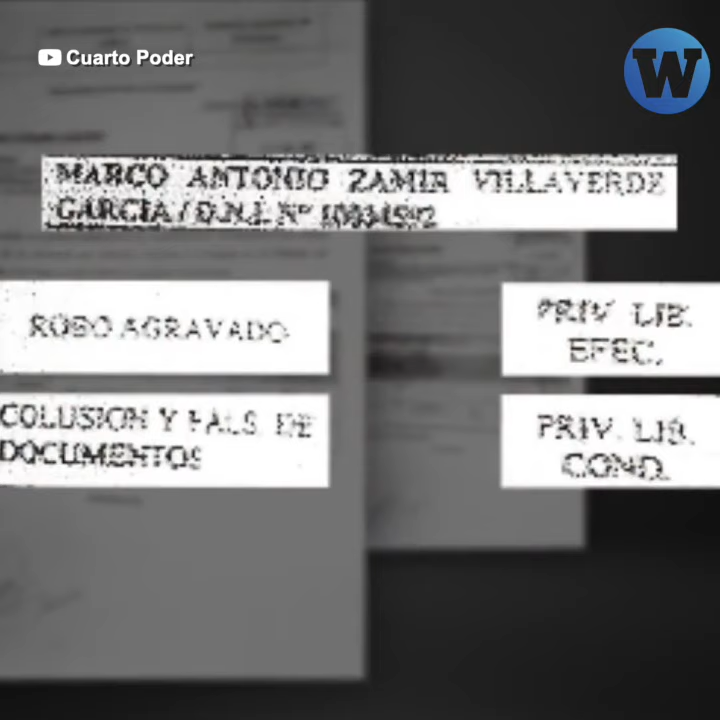 Cuarto Poder
W
MARCO ANTONIO ZAMIR VILLAVERDE
GARCIA / D.N.I. Nº
ROBO AGRAVADO
PRIV. LIB.
EFEC.
COLUSION Y FALS. DE
DOCUMENTOS
PRIV. LIB.
COND.